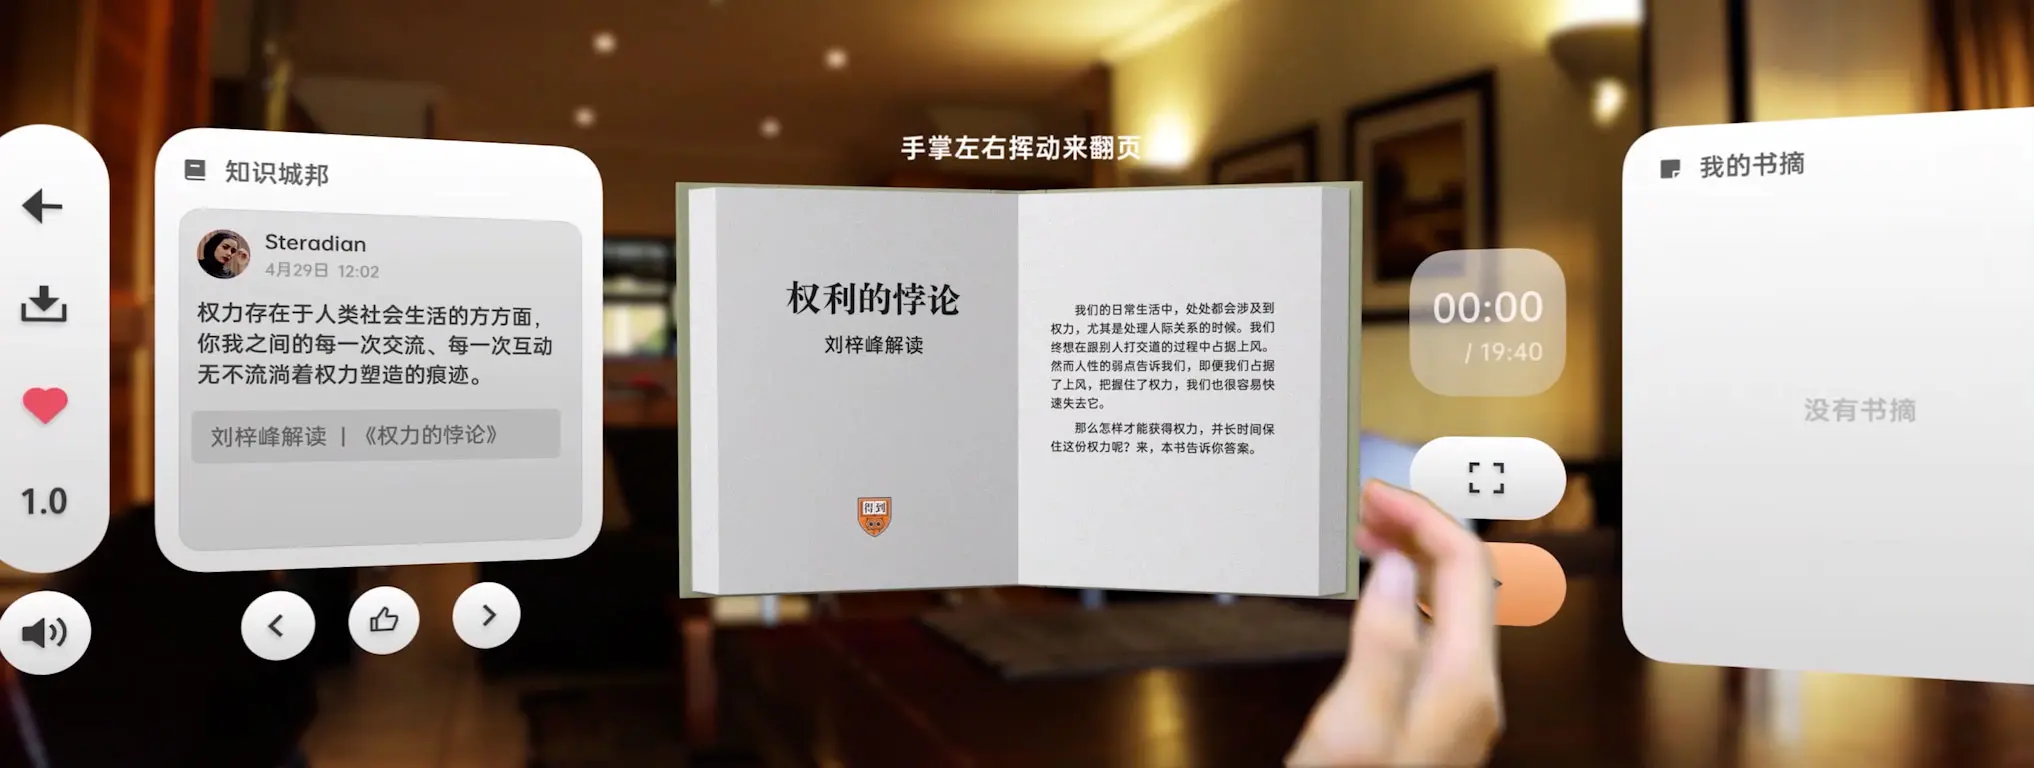 手掌左右挥动来翻页
知识城邦
Steradian
4月29日 12:02
权力存在于人类社会生活的方方面，
你我之间的每一次交流、每一次互动
无不流淌着权力塑造的痕迹。
刘梓峰解读 | 《权力的悖论》
1.0
权利的悖论
刘梓峰解读
得到
我们的日常生活中，处处都会涉及到
权力，尤其是处理人际关系的时候。我们
终想在跟别人打交道的过程中占据上风。
然而人性的弱点告诉我们，即便我们占据
了上风，把握住了权力，我们也很容易快
速失去它。
那么怎样才能获得权力，并长时间保
住这份权力呢？来，本书告诉你答案。
00:00
/ 19:40
我的书摘
没有书摘